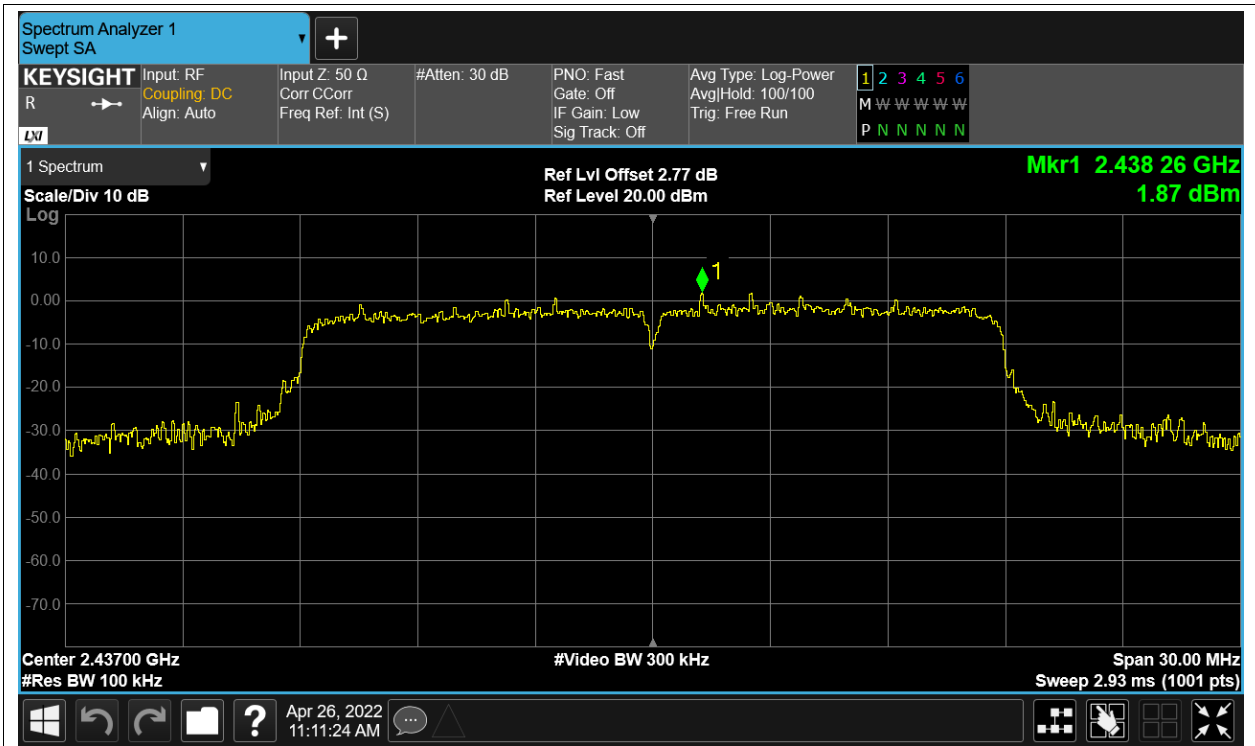 Spectrum Analyzer 1
Swept SA
KEYSIGHT
R
LXI
Input: RF
Coupling: DC
Align: Auto
Input Z: 50 Ω
Corr CCorr
Freq Ref: Int (S)
#Atten: 30 dB
PNO: Fast
Gate: Off
IF Gain: Low
Sig Track: Off
Avg Type: Log-Power
Avg|Hold: 100/100
Trig: Free Run
1 2 3 4 5 6
M W W W W W
P N N N N N
1 Spectrum
Scale/Div 10 dB
Log
Ref Lvl Offset 2.77 dB
Ref Level 20.00 dBm
Mkr1 2.438 26 GHz
1.87 dBm
10.0
0.00
-10.0
-20.0
-30.0
-40.0
-50.0
-60.0
-70.0
1
Center 2.43700 GHz
#Res BW 100 kHz
#Video BW 300 kHz
Span 30.00 MHz
Sweep 2.93 ms (1001 pts)
?
Apr 26, 2022
11:11:24 AM